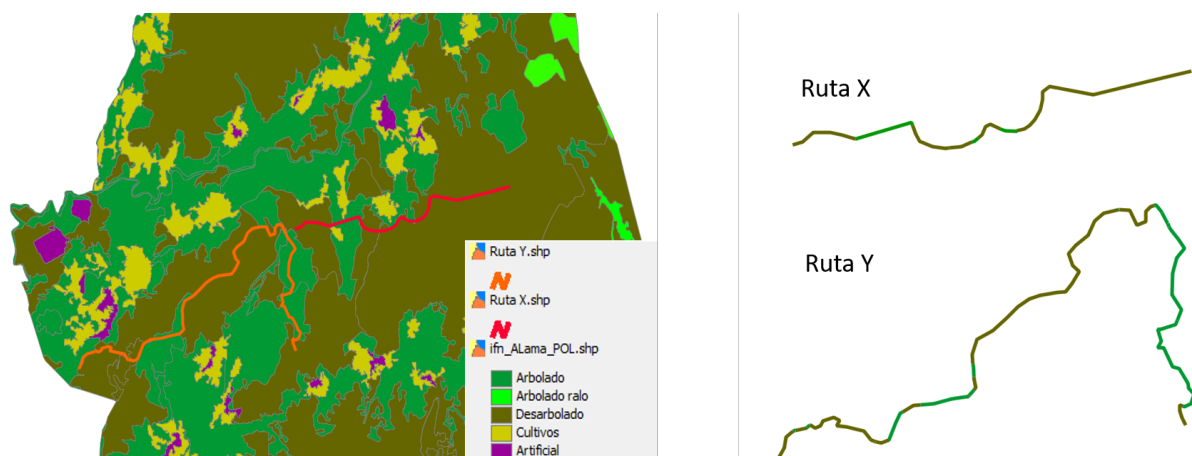 Ruta Y.shp
Ruta X.shp
ifn_ALama_POL.shp
Arbolado
Arbolado ralo
Desarbolado
Cultivos
Artificial
Ruta X
Ruta Y